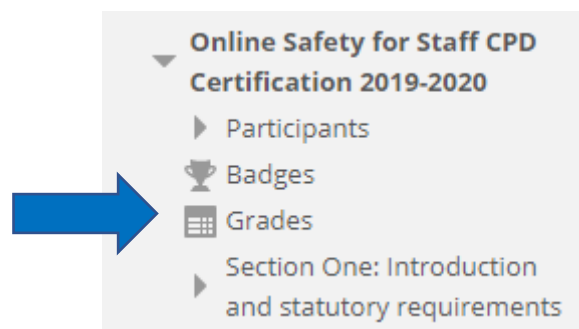 Online Safety for Staff CPD
Certification 2019-2020
Participants
Badges
Grades
Section One: Introduction
and statutory requirements